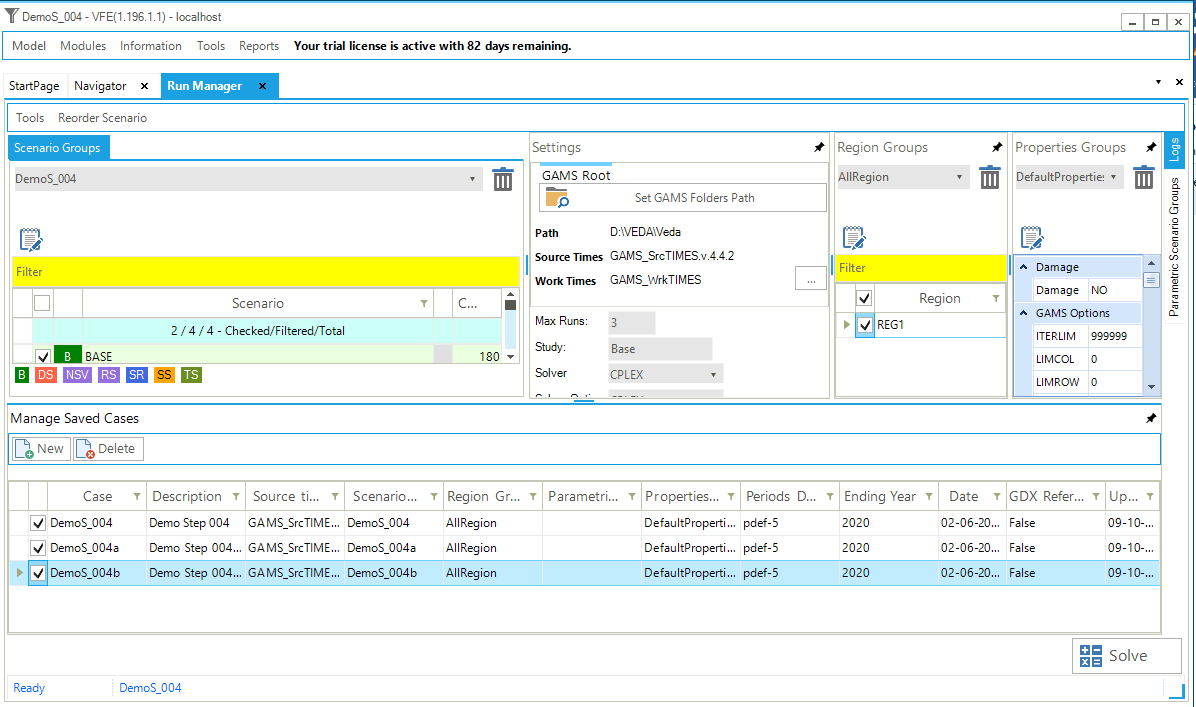 DemoS_004 - VFE(1.196.1.1) - localhost
Model Modules Information Tools Reports Your trial license is active with 82 days remaining.
StartPage Navigator Run Manager
Tools Reorder Scenario
Scenario Groups
DemoS_004
Filter
Scenario C...
2 / 4 / 4 - Checked/Filtered/Total
B BASE 180
B DS NSV RS SR SS TS
Settings
GAMS Root
Set GAMS Folders Path
Path D:\VEDA\Veda
Source Times GAMS_SrcTIMES.v.4.4.2
Work Times GAMS_WrkTIMES ...
Max Runs: 3
Study: Base
Solver CPLEX
Region Groups
AllRegion
Filter
Region
REG1
Properties Groups
DefaultProperties
Damage
Damage NO
GAMS Options
ITERLIM 999999
LIMCOL 0
LIMROW 0
Logs
Parametric Scenario Groups
Manage Saved Cases
New Delete
Case Description Source ti... Scenario... Region Gr... Parametri... Properties... Periods D... Ending Year Date GDX Refer... Up...
DemoS_004 Demo Step 004 GAMS_SrcTIME... DemoS_004 AllRegion DefaultProperti... pdef-5 2020 02-06-20... False 09-10-...
DemoS_004a Demo Step 004... GAMS_SrcTIME... DemoS_004a AllRegion DefaultProperti... pdef-5 2020 02-06-20... False 09-10-...
DemoS_004b Demo Step 004... GAMS_SrcTIME... DemoS_004b AllRegion DefaultProperti... pdef-5 2020 02-06-20... False 09-10-...
Solve
Ready DemoS_004